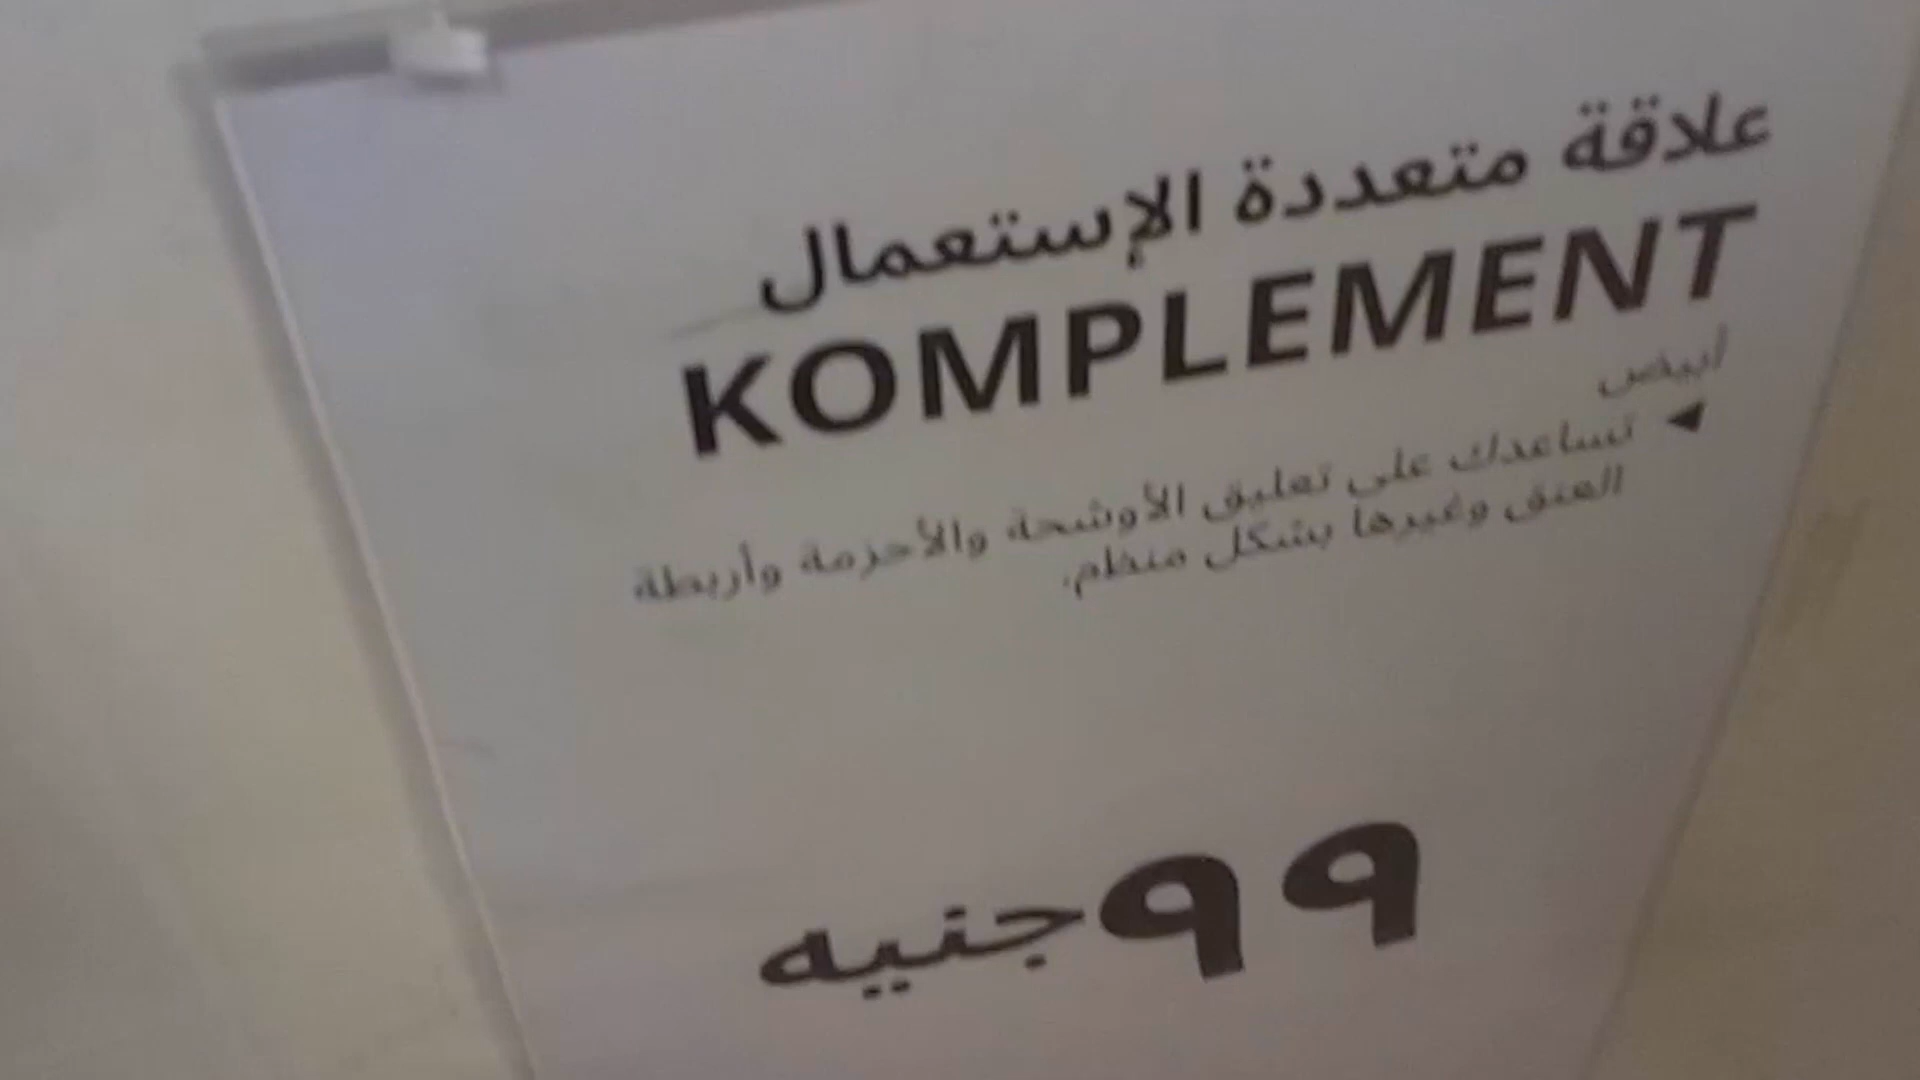 علاقة متعددة الإستعمال
KOMPLEMENT
أبيض
◀ تساعدك على تعليق الأوشحة والأحزمة وأربطة
العنق وغيرها بشكل منظم.
٩٩جنيه